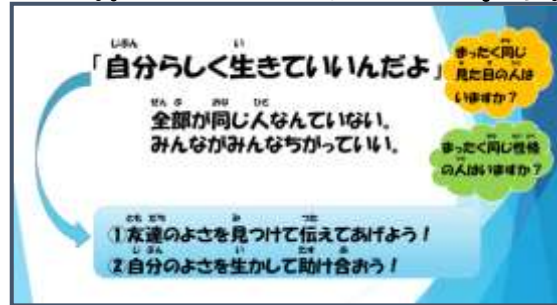 「自分らしく生きていいんだよ」
全部が同じ人なんていない。
みんながみんなちがっていい。
まったく同じ
見た目の人は
いますか？
まったく同じ性格
の人はいますか？
①友達のよさを見つけて伝えてあげよう！
②自分のよさを生かして助け合おう！